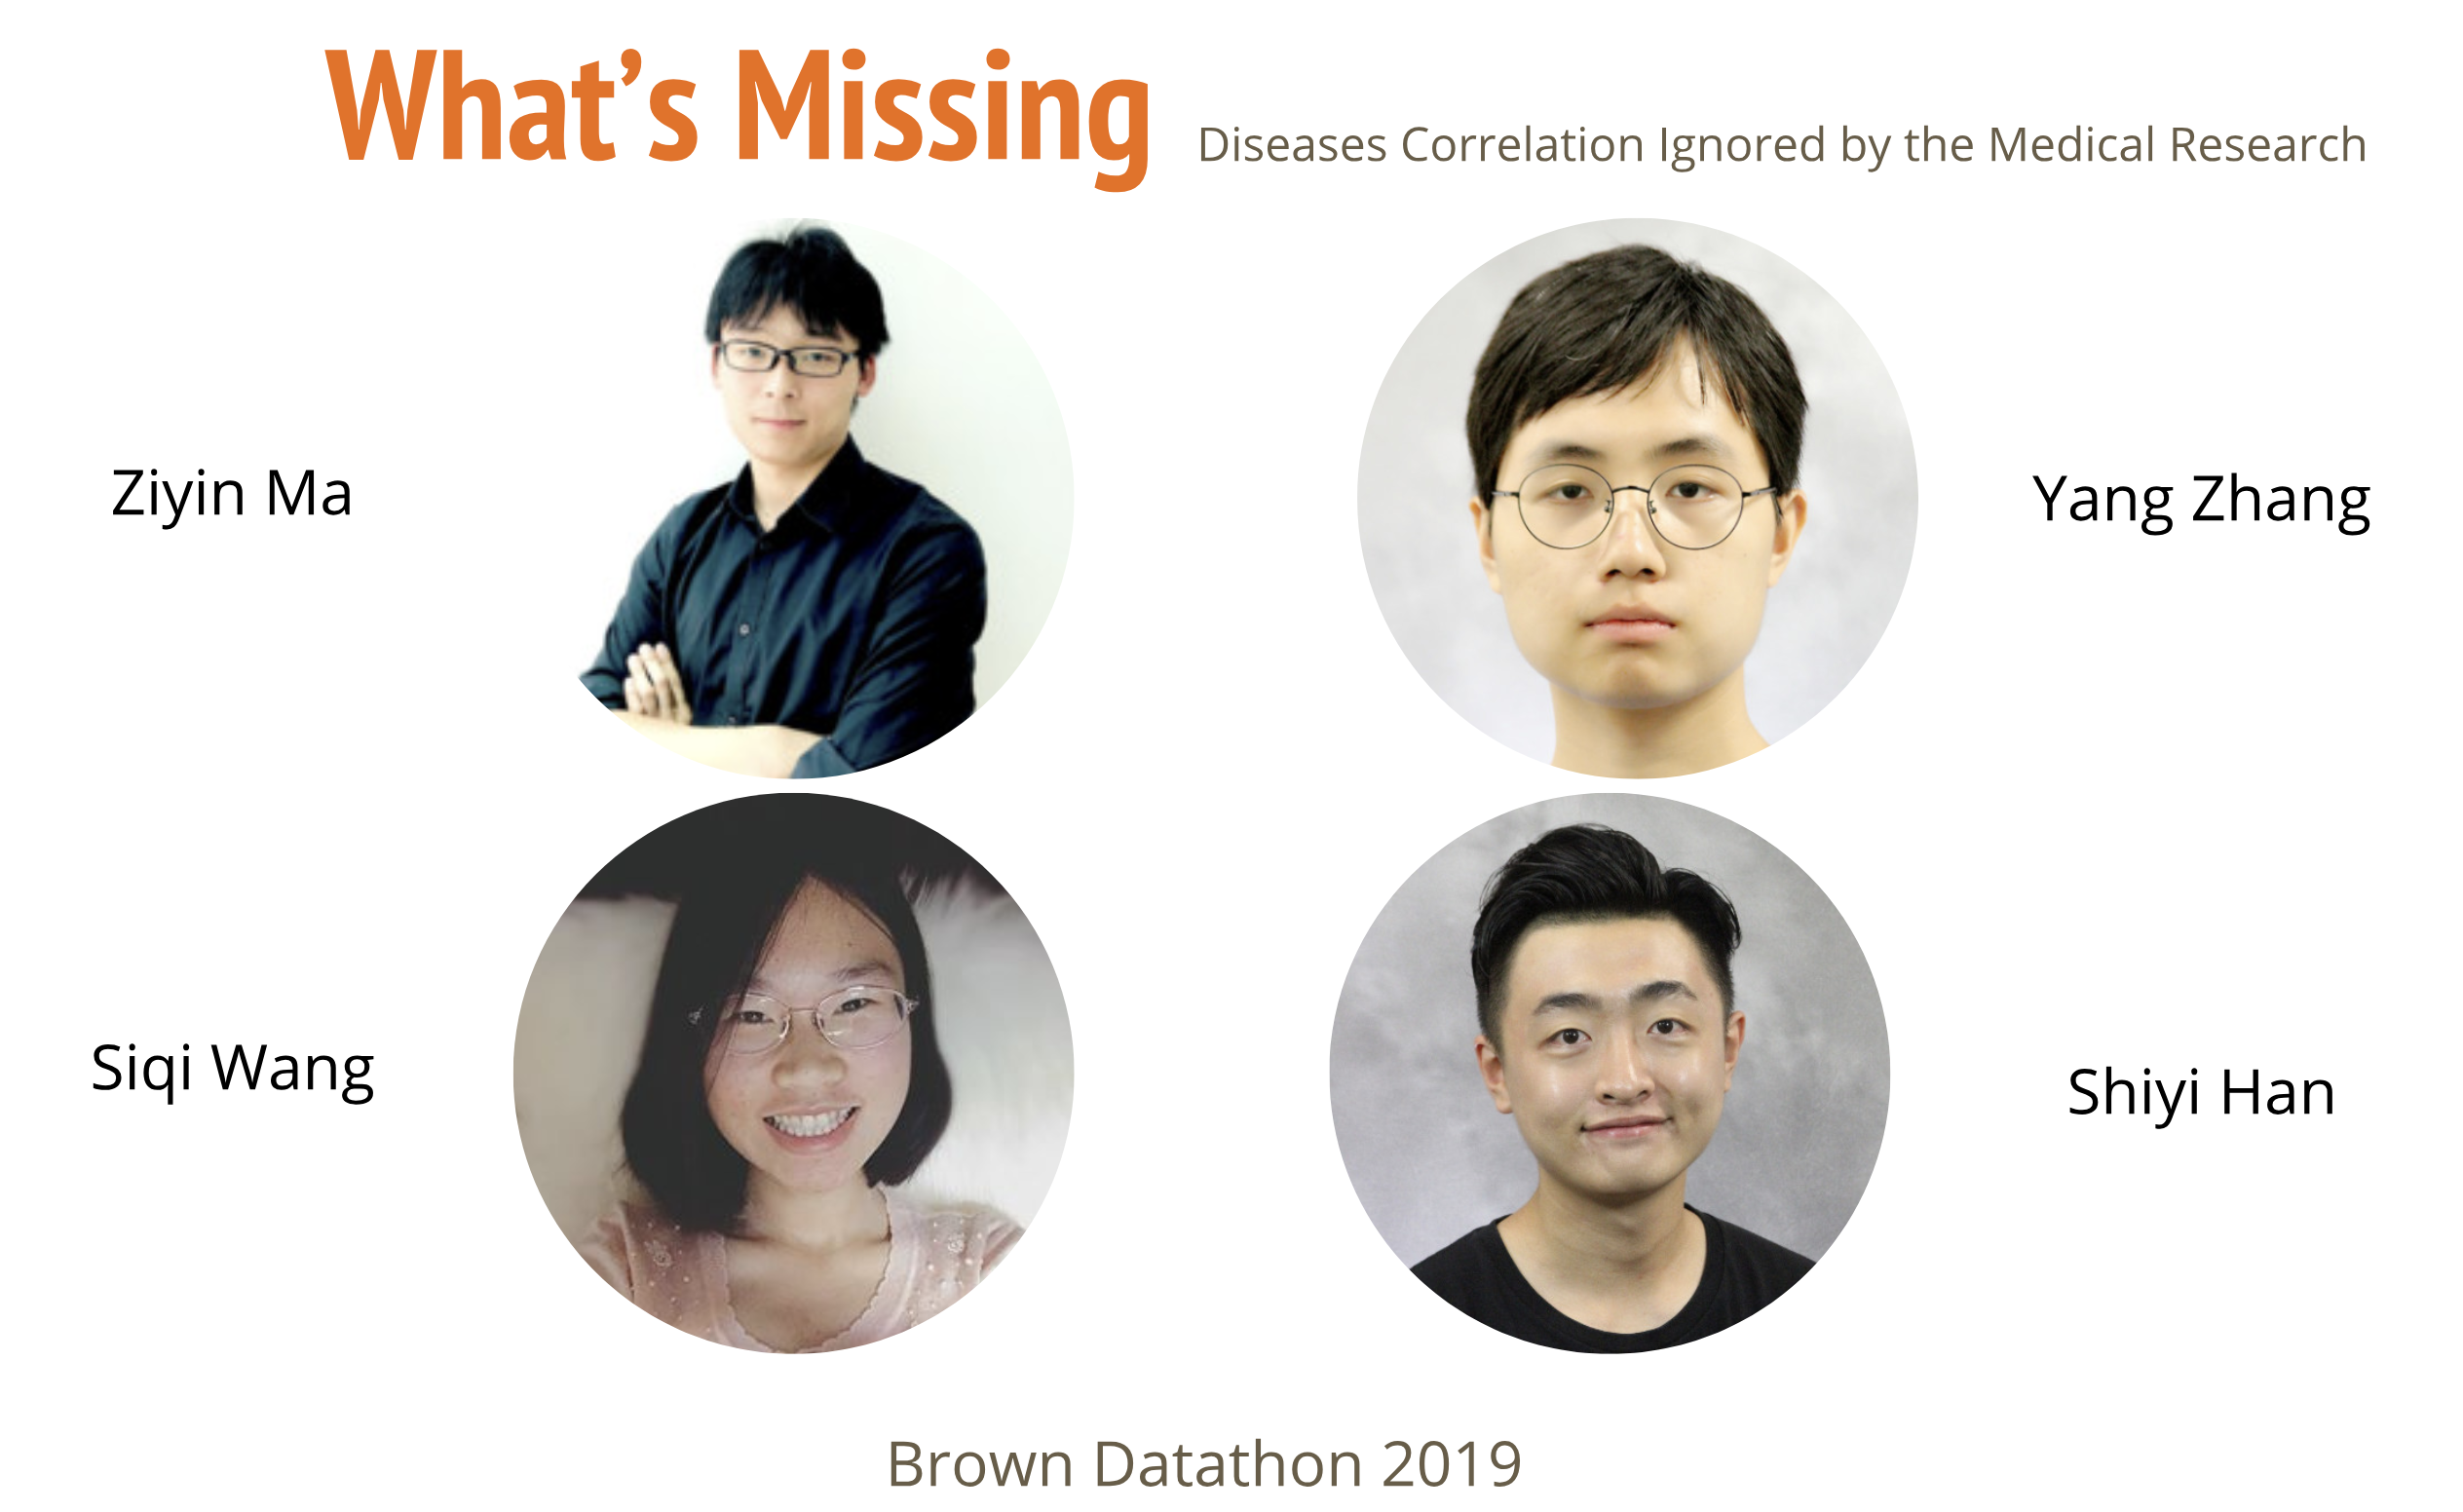 What’s Missing
Diseases Correlation Ignored by the Medical Research
Ziyin Ma
Yang Zhang
Siqi Wang
Shiyi Han
Brown Datathon 2019